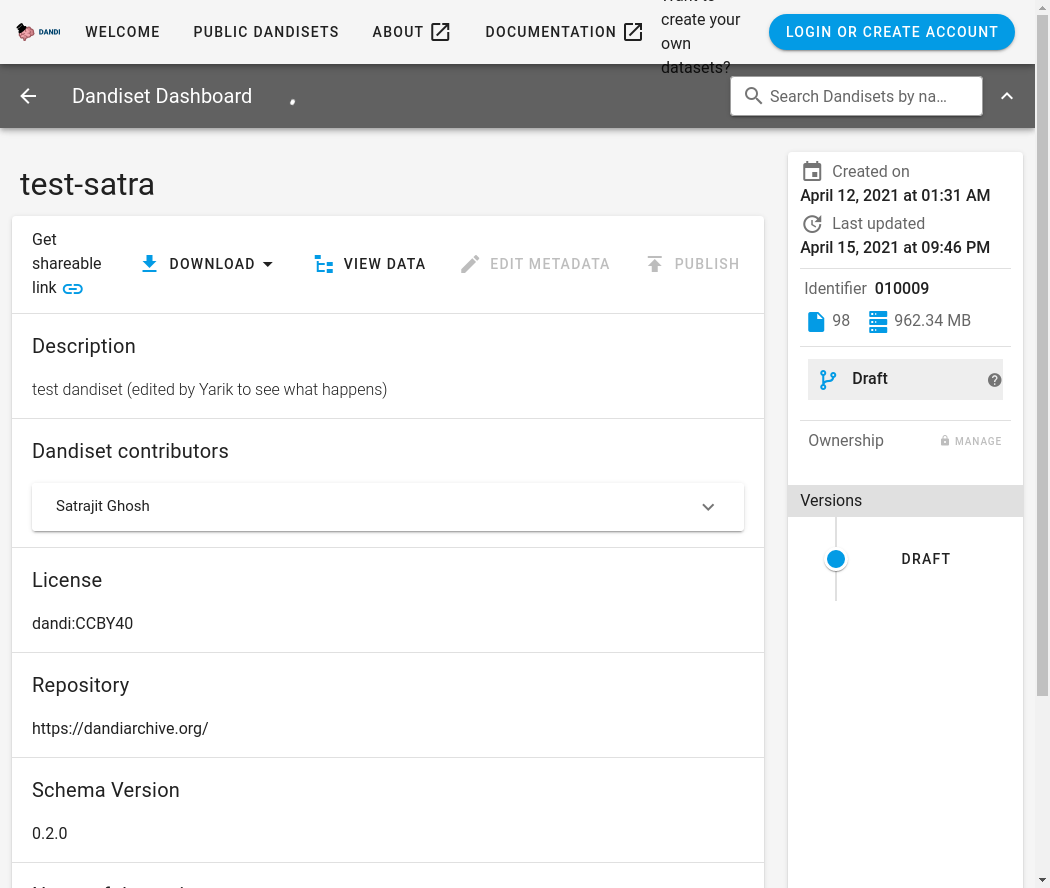 DANDI
WELCOME
PUBLIC DANDISETS
ABOUT
DOCUMENTATION
create your
own
datasets?
LOGIN OR CREATE ACCOUNT
Dandiset Dashboard
Search Dandisets by na...
test-satra
Get
shareable
link
DOWNLOAD
VIEW DATA
EDIT METADATA
PUBLISH
Description
test dandiset (edited by Yarik to see what happens)
Dandiset contributors
Satrajit Ghosh
License
dandi:CCBY40
Repository
https://dandiarchive.org/
Schema Version
0.2.0
Created on
April 12, 2021 at 01:31 AM
Last updated
April 15, 2021 at 09:46 PM
Identifier 010009
98
962.34 MB
Draft
Ownership
MANAGE
Versions
DRAFT